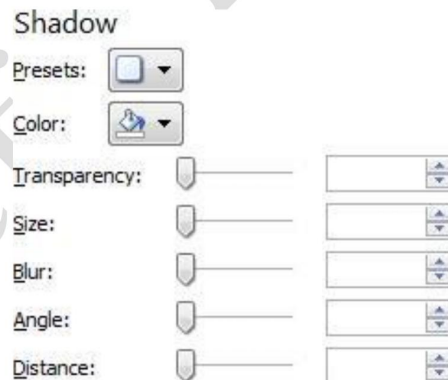 Shadow
Presets:
Color:
Transparency:
Size:
Blur:
Angle:
Distance: